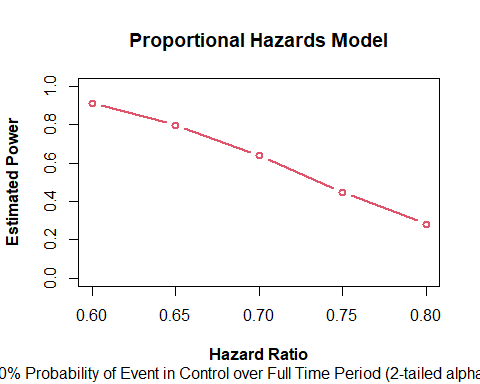 Proportional Hazards Model
Estimated Power
1.0
0.8
0.6
0.4
0.2
0.0
0.60 0.65 0.70 0.75 0.80
Hazard Ratio
0% Probability of Event in Control over Full Time Period (2-tailed alpha